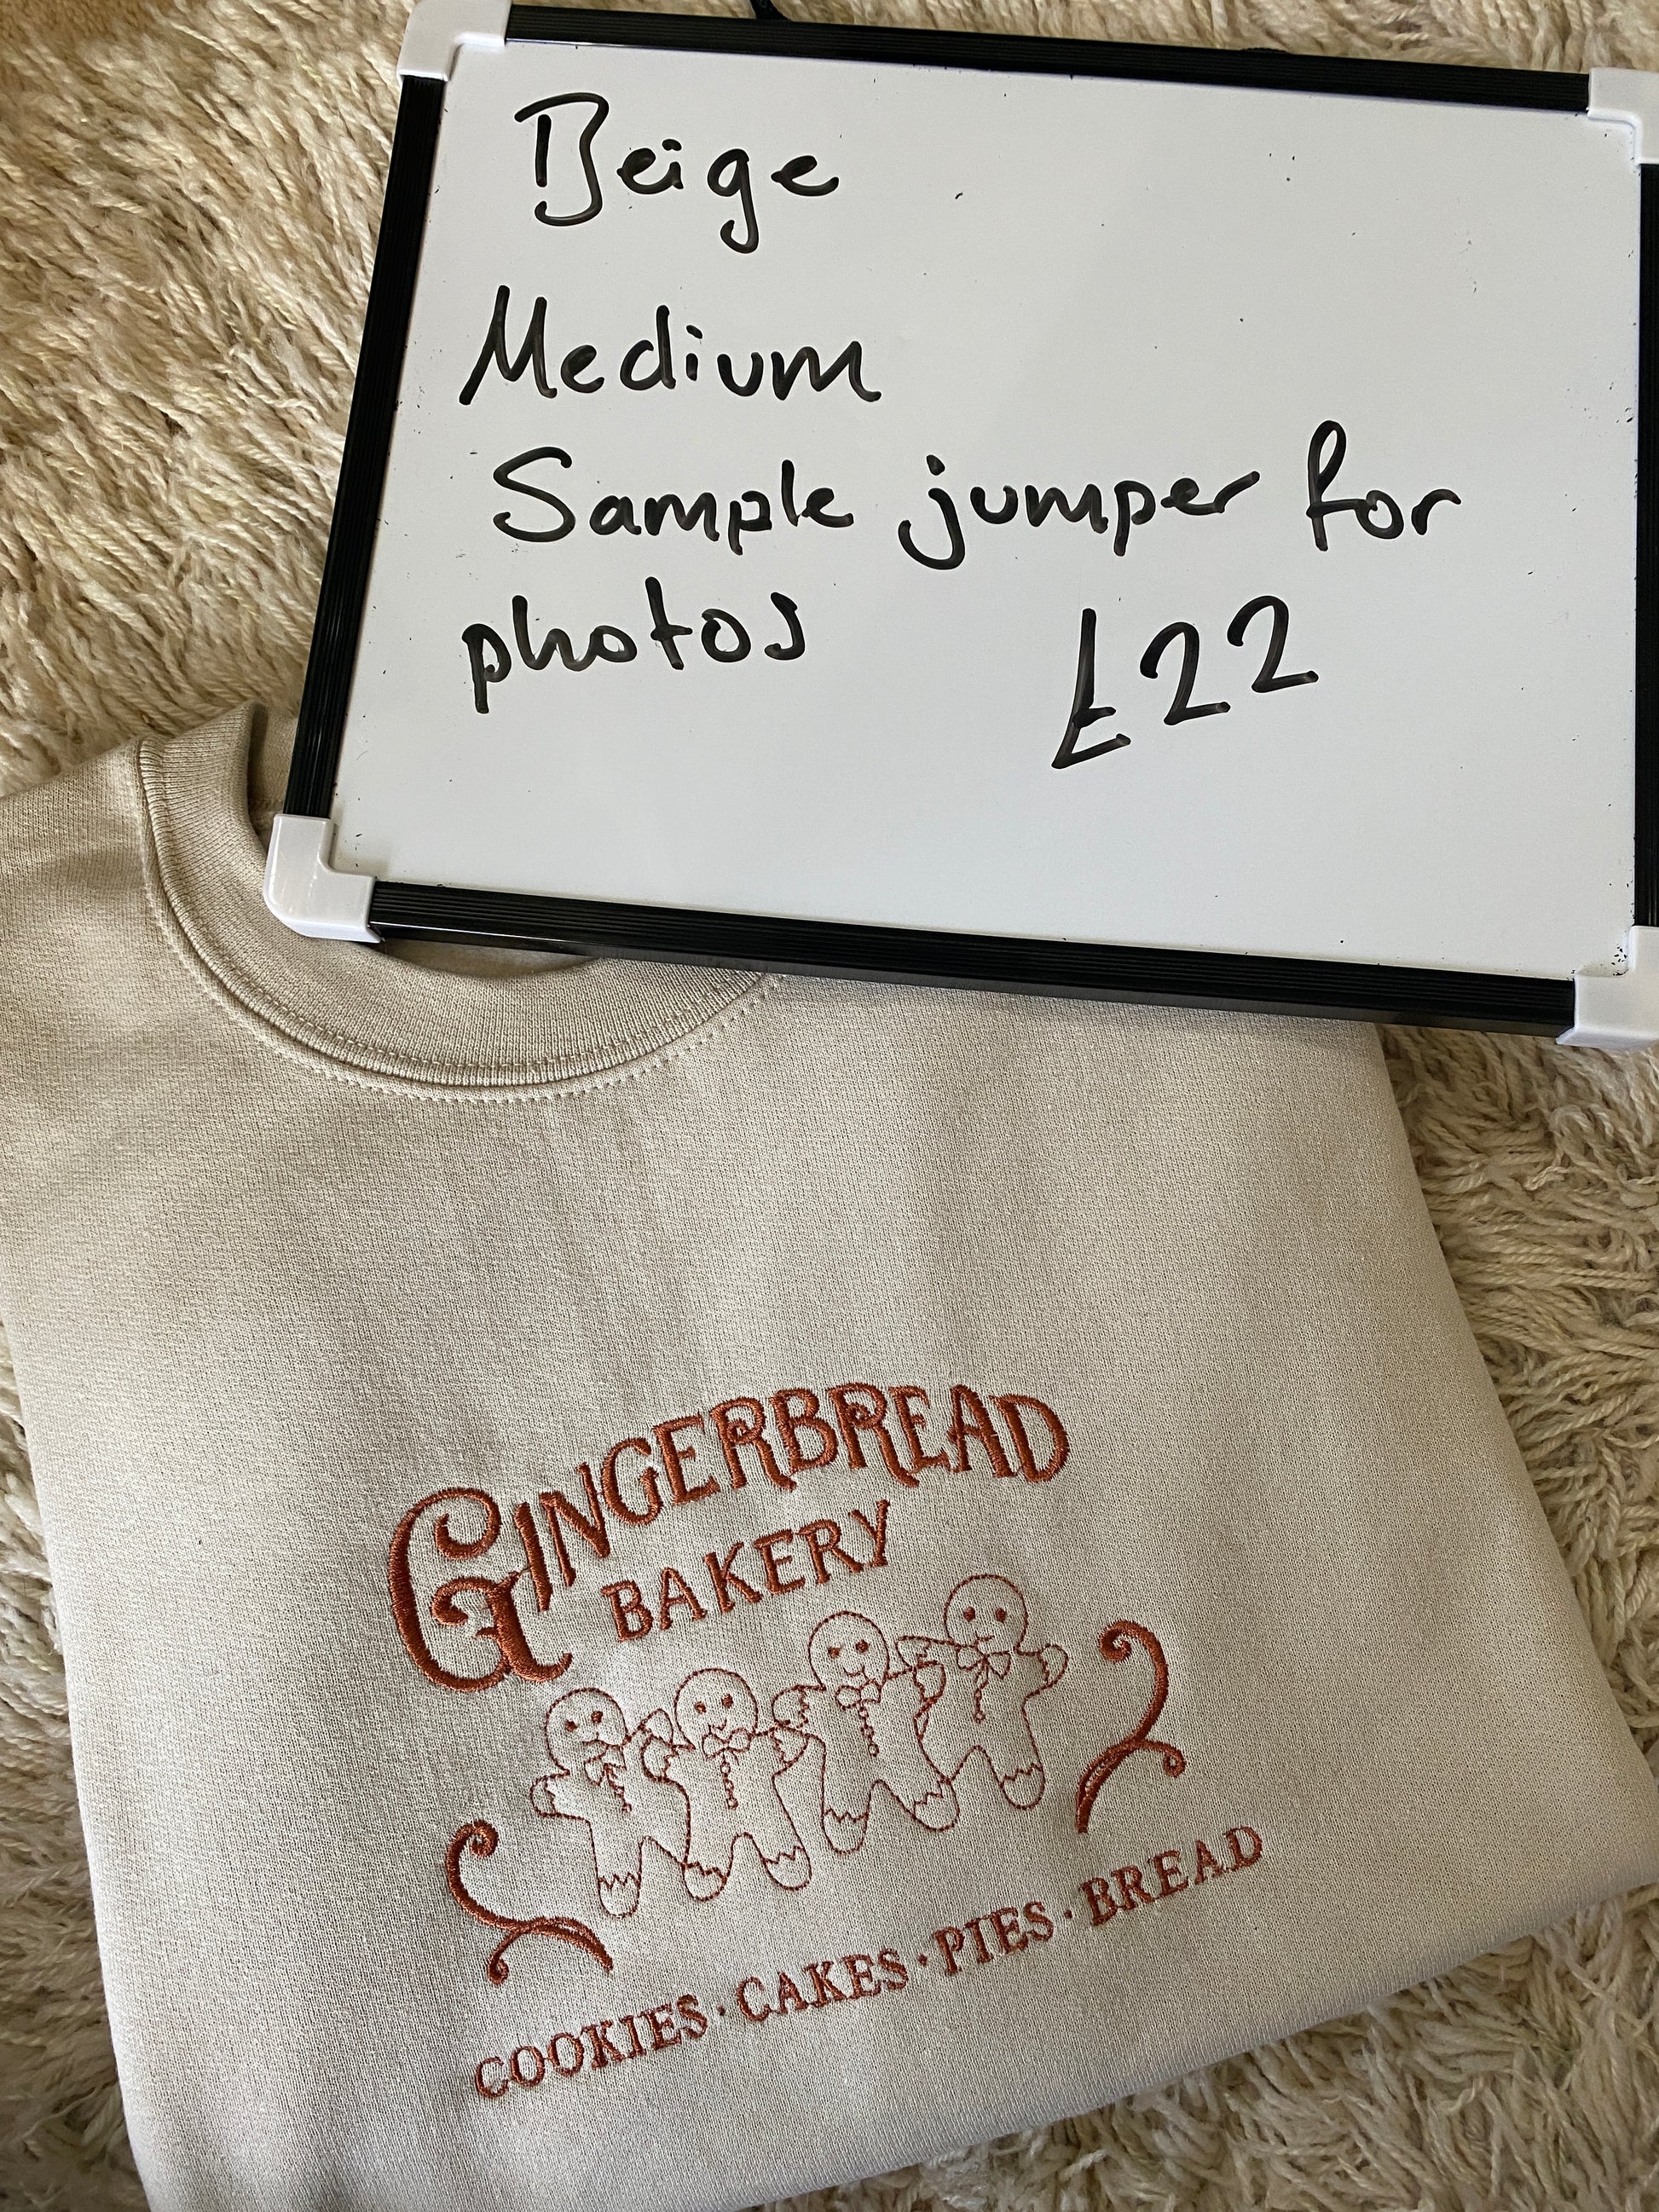 Beige
Medium
Sample jumper for
photos £22
GINGERBREAD
BAKERY
COOKIES · CAKES · PIES · BREAD